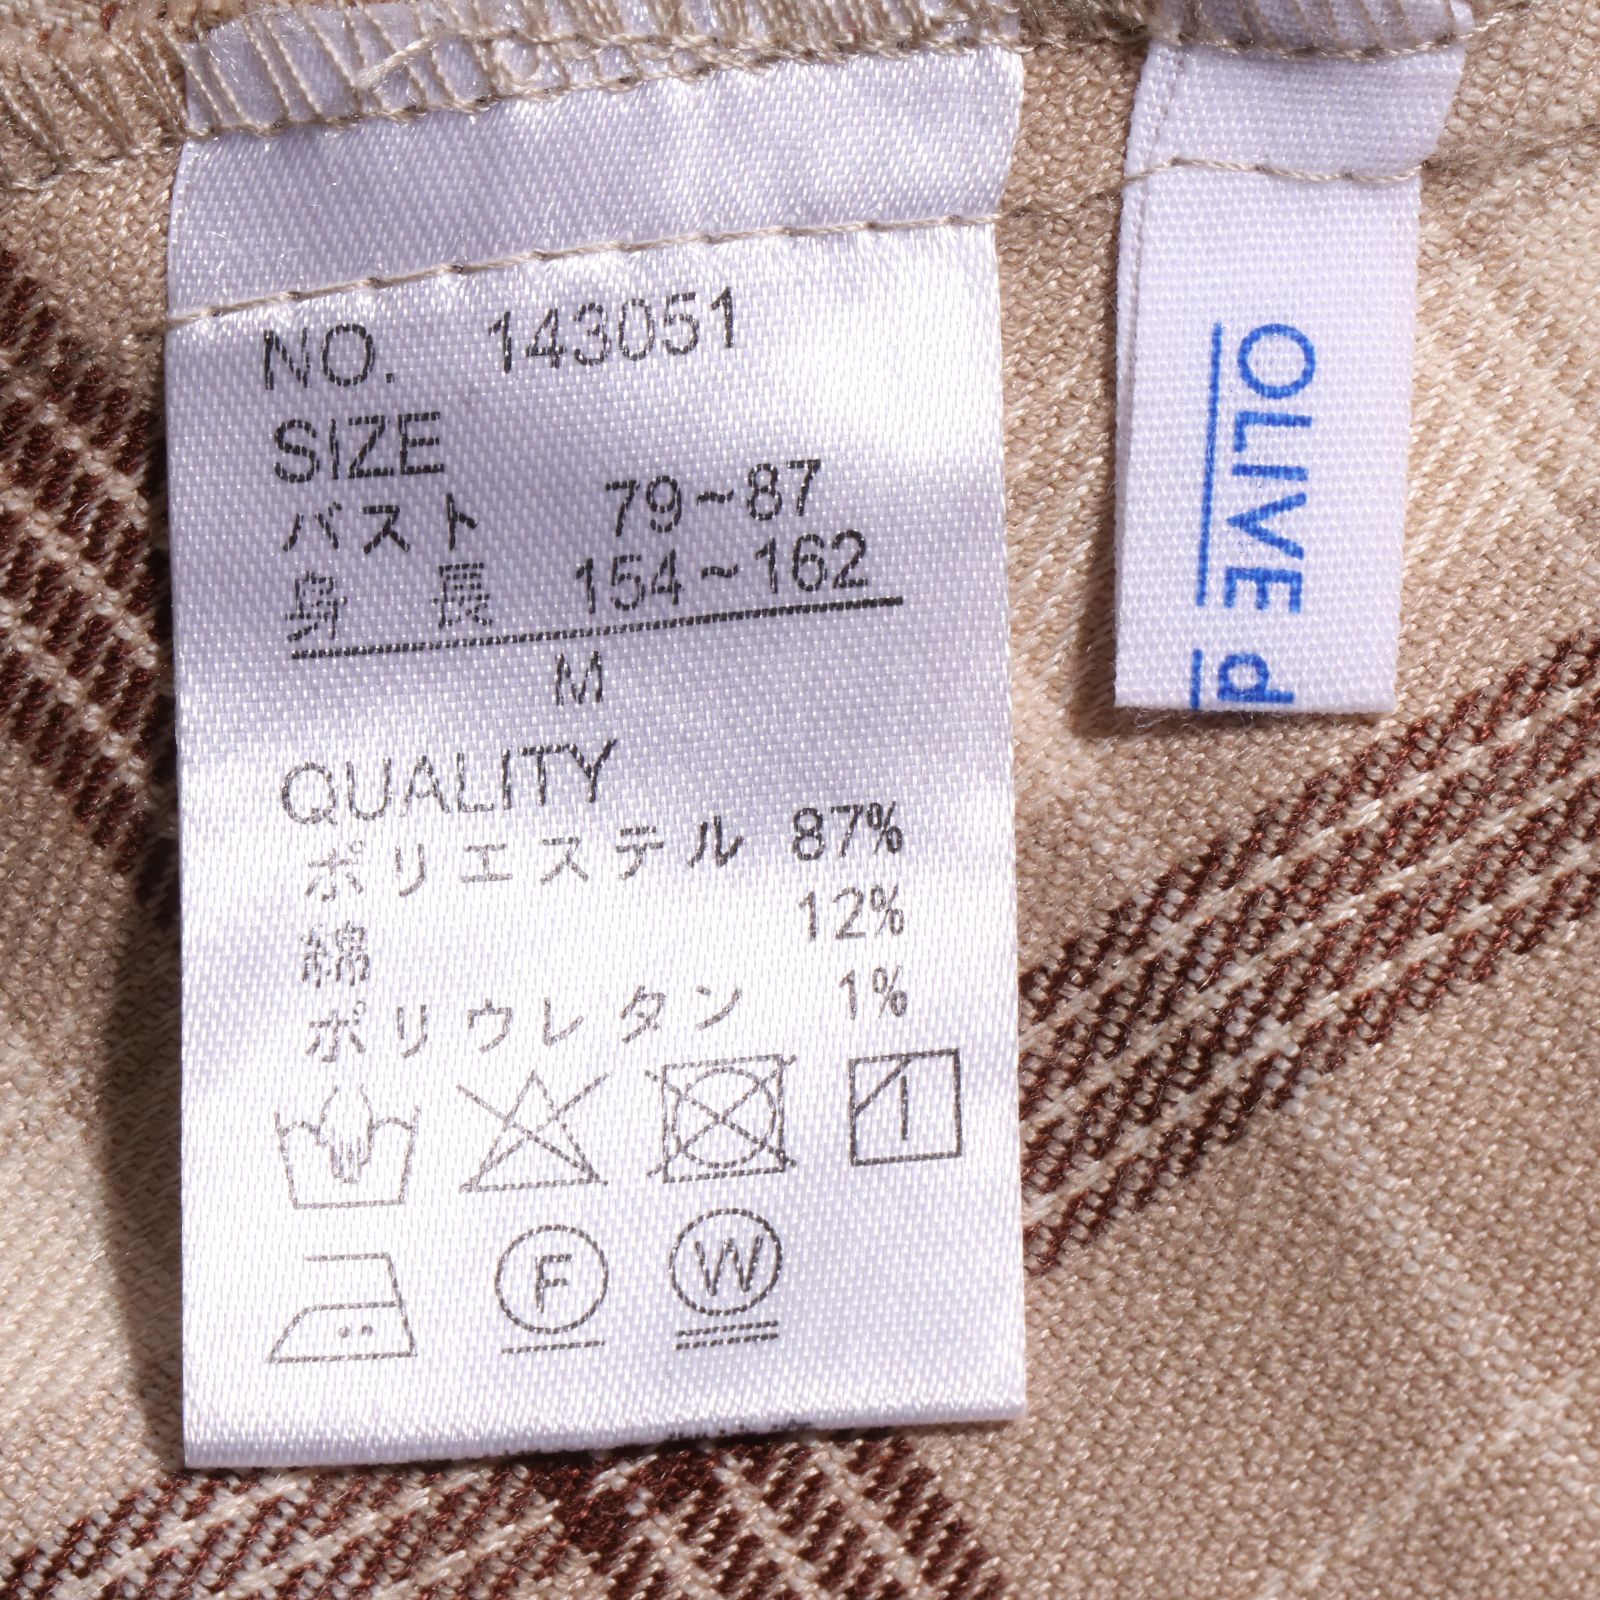 NO. 143051
SIZE
バスト 79~87
身長 154~162
M
QUALITY
ポリエステル 87%
綿 12%
ポリウレタン 1%
F
W
OLIVE d